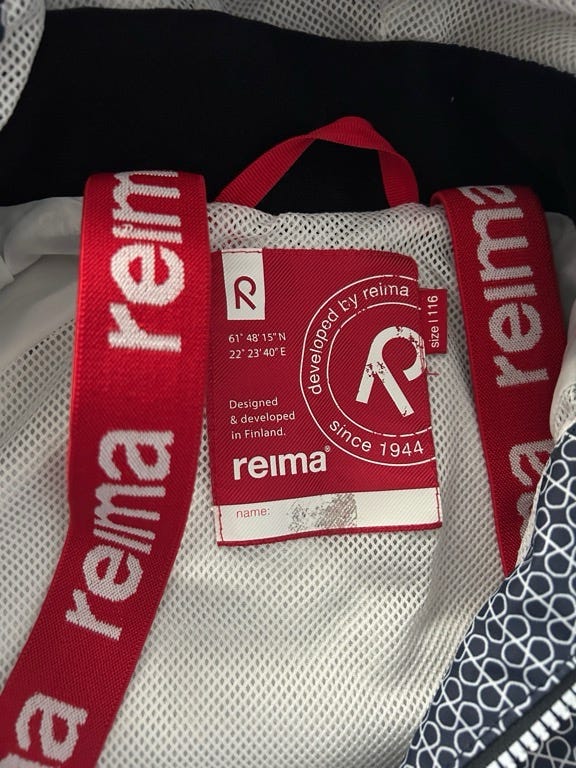 reim
reima
reima
a
R
61° 48' 15" N
22° 23' 40" E
Designed
& developed
in Finland.
reima®
name:
developed by reima
R
since 1944
size | 116
reima
reima
a